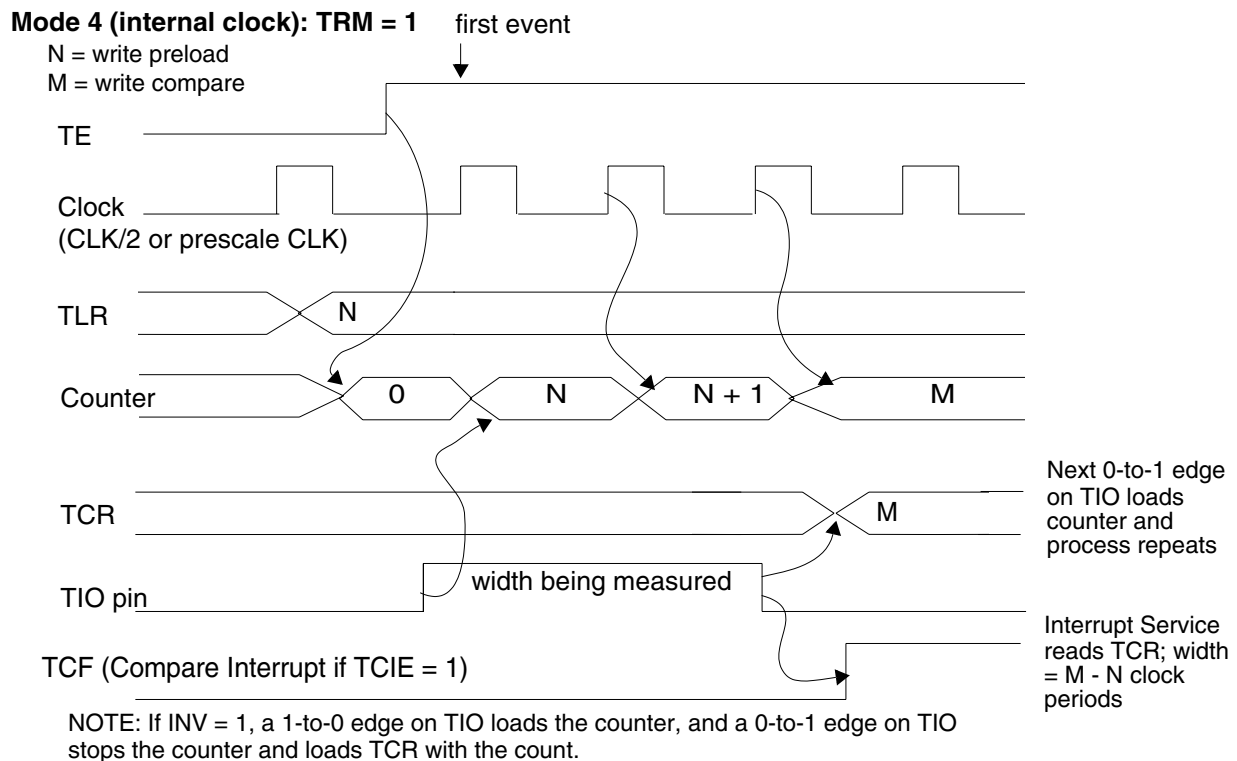 Mode 4 (internal clock): TRM = 1
first event
N = write preload
M = write compare
TE
Clock
(CLK/2 or prescale CLK)
TLR
N
Counter
0
N
N + 1
M
TCR
M
Next 0-to-1 edge
on TIO loads
counter and
process repeats
TIO pin
width being measured
Interrupt Service
reads TCR; width
= M - N clock
periods
TCF (Compare Interrupt if TCIE = 1)
NOTE: If INV = 1, a 1-to-0 edge on TIO loads the counter, and a 0-to-1 edge on TIO
stops the counter and loads TCR with the count.